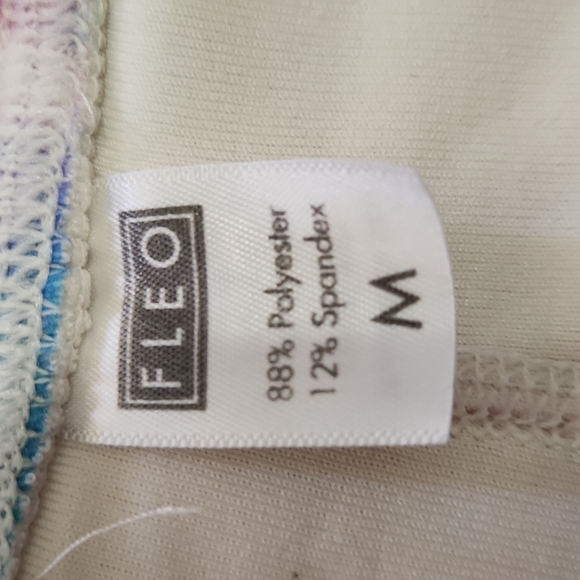 FLEO
88% Polyester
12% Spandex
M